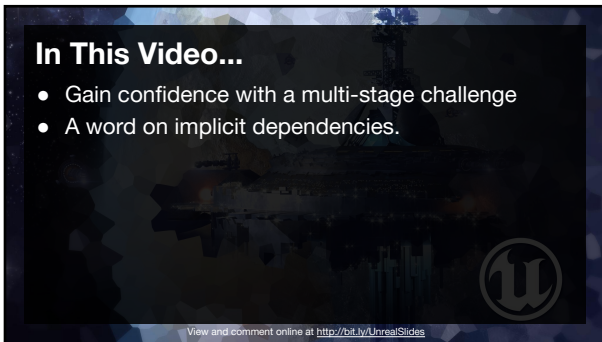 In This Video...
● Gain confidence with a multi-stage challenge
● A word on implicit dependencies.
View and comment online at http://bit.ly/UnrealSlides